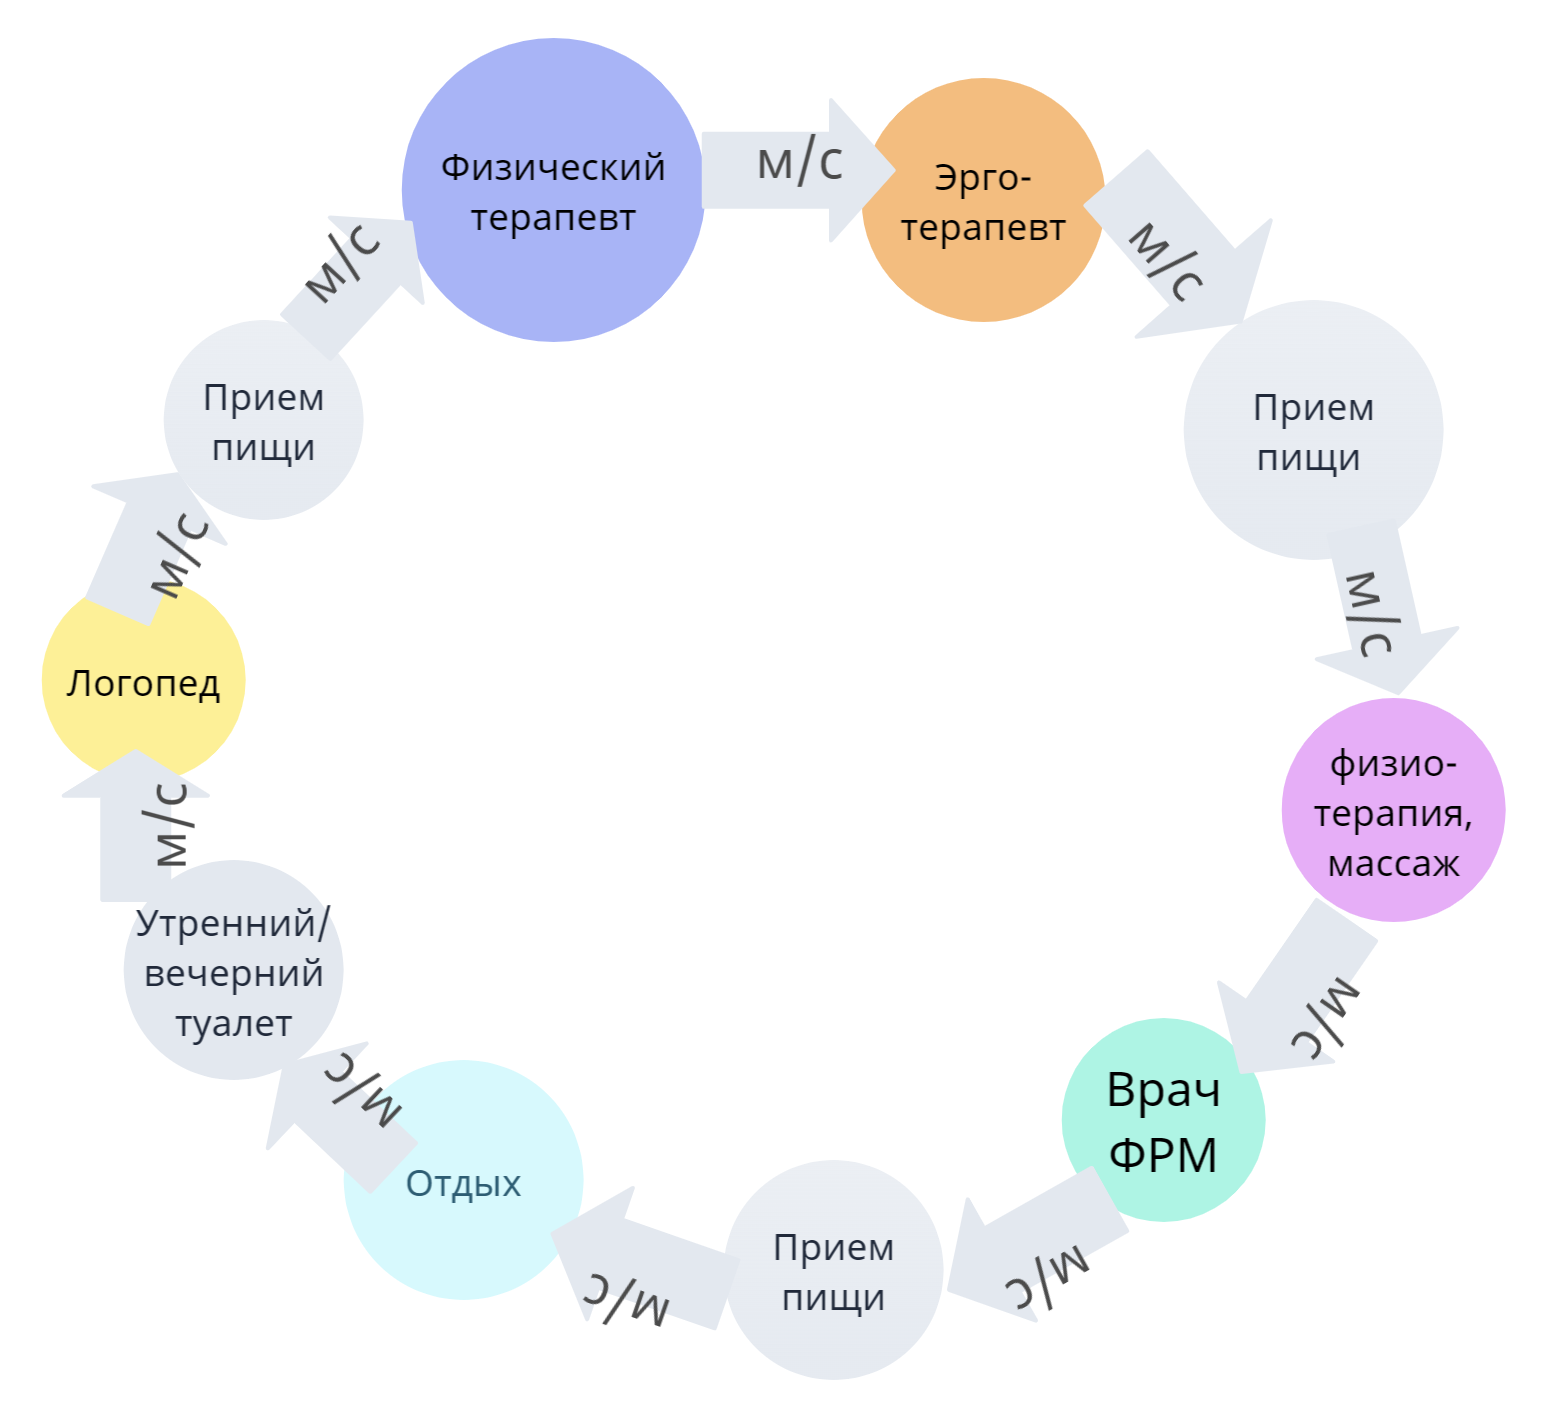 Физический
терапевт
м/с
Эрго-
терапевт
м/с
Прием
пищи
м/с
физио-
терапия,
массаж
м/с
Врач
ФРМ
м/с
Прием
пищи
м/с
Отдых
м/с
Утренний/
вечерний
туалет
м/с
Логопед
м/с
Прием
пищи
м/с